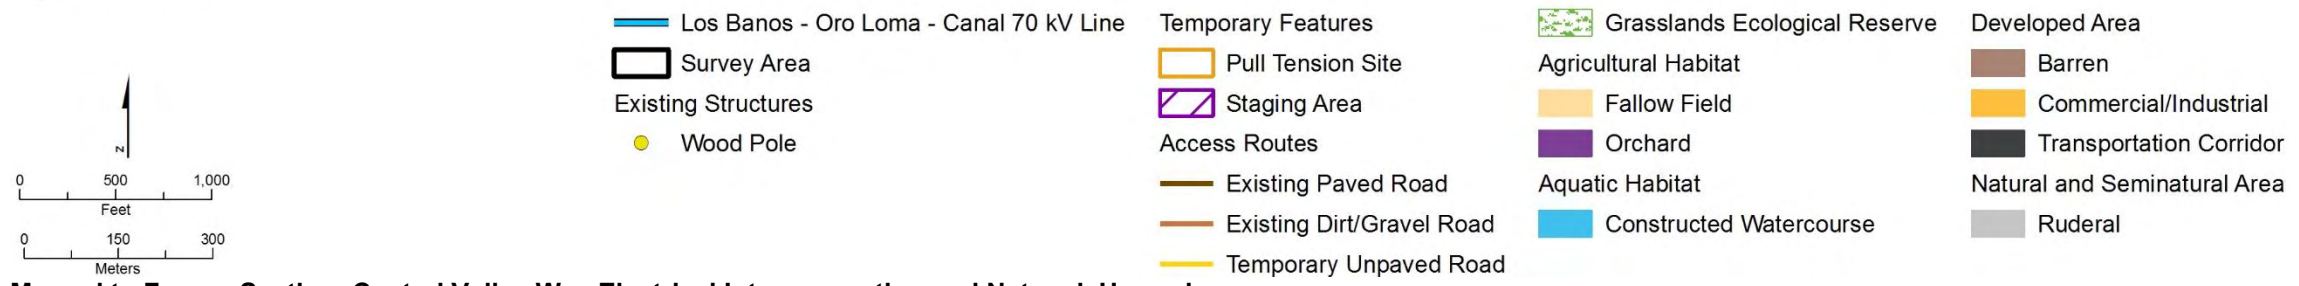 Los Banos - Oro Loma - Canal 70 kV Line
Survey Area
Existing Structures
Wood Pole
Temporary Features
Pull Tension Site
Staging Area
Access Routes
Existing Paved Road
Existing Dirt/Gravel Road
Temporary Unpaved Road
Grasslands Ecological Reserve
Agricultural Habitat
Fallow Field
Orchard
Aquatic Habitat
Constructed Watercourse
Developed Area
Barren
Commercial/Industrial
Transportation Corridor
Natural and Seminatural Area
Ruderal
N
0 500 1,000
Feet
0 150 300
Meters